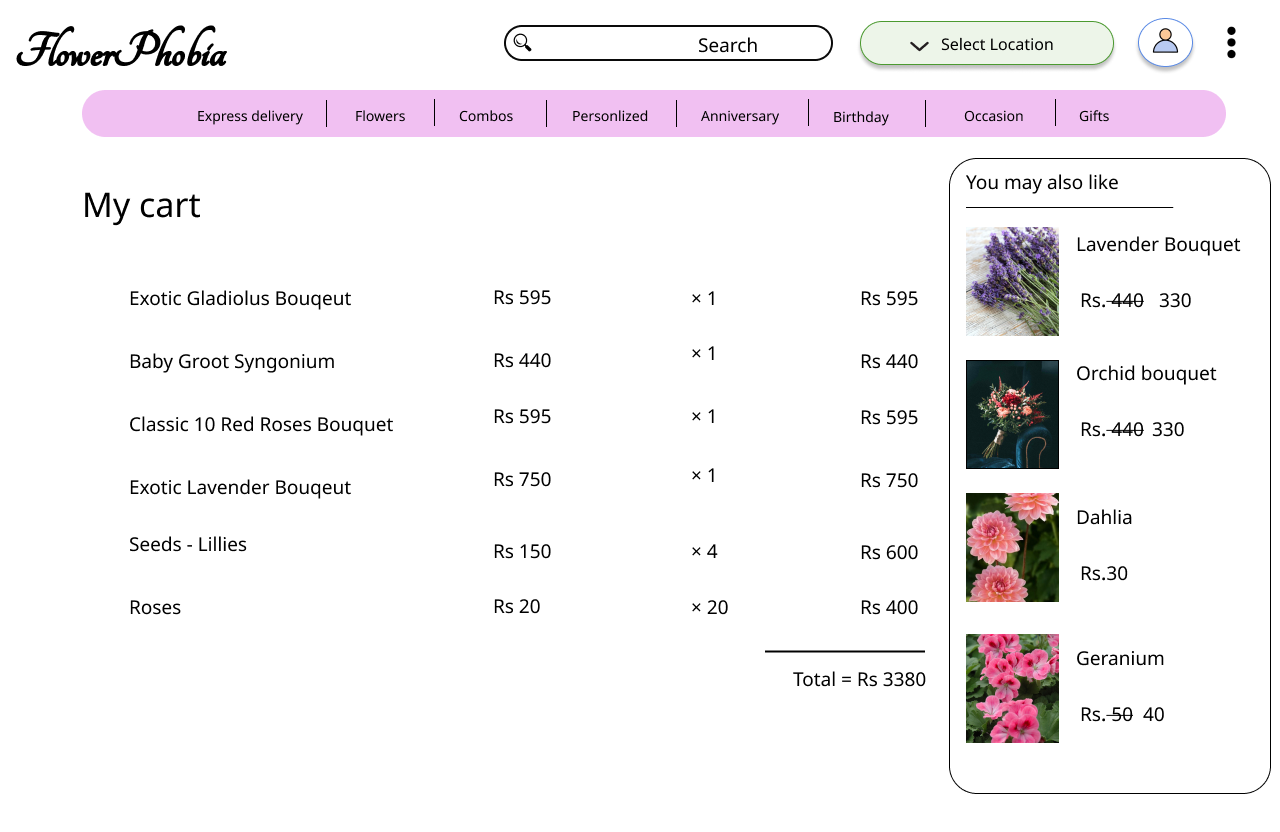 FlowerPhobia
Search
Select Location
Express delivery
Flowers
Combos
Personlized
Anniversary
Birthday
Occasion
Gifts
My cart
Exotic Gladiolus Bouqeut Rs 595 × 1 Rs 595
Baby Groot Syngonium Rs 440 × 1 Rs 440
Classic 10 Red Roses Bouquet Rs 595 × 1 Rs 595
Exotic Lavender Bouqeut Rs 750 × 1 Rs 750
Seeds - Lillies Rs 150 × 4 Rs 600
Roses Rs 20 × 20 Rs 400
Total = Rs 3380
You may also like
Lavender Bouquet
Rs. 440 330
Orchid bouquet
Rs. 440 330
Dahlia
Rs.30
Geranium
Rs. 50 40